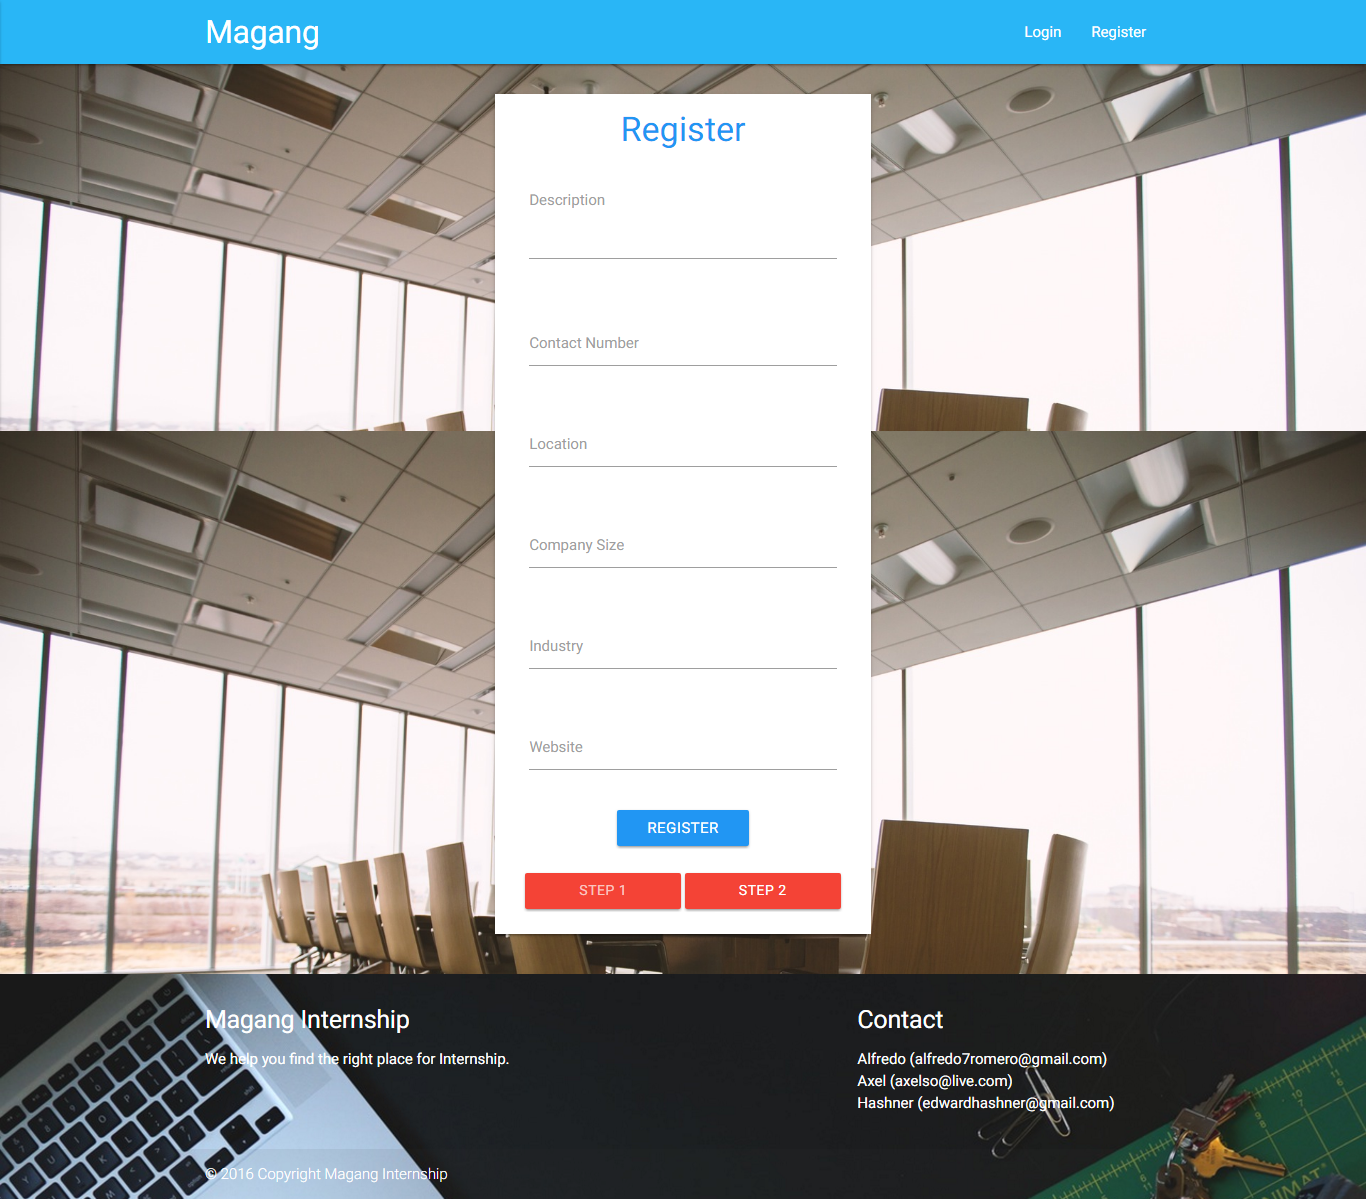 Magang
Login
Register
Register
Description
Contact Number
Location
Company Size
Industry
Website
REGISTER
STEP 1
STEP 2
Magang Internship
We help you find the right place for Internship.
Contact
Alfredo (alfredo7romero@gmail.com)
Axel (axelso@live.com)
Hashner (edwardhashner@gmail.com)
© 2016 Copyright Magang Internship